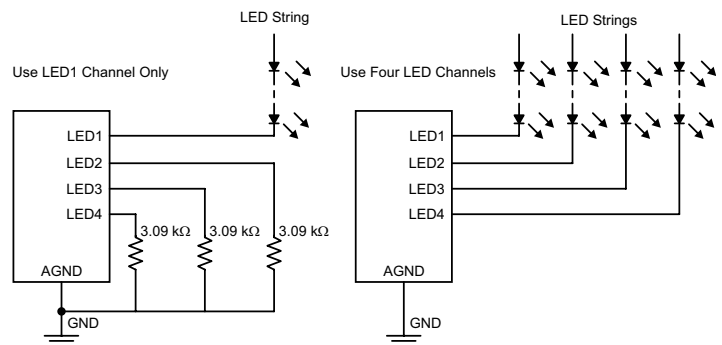 LED String
Use LED1 Channel Only
LED1
LED2
LED3
LED4
3.09 kΩ
3.09 kΩ
3.09 kΩ
AGND
GND
LED Strings
Use Four LED Channels
LED1
LED2
LED3
LED4
AGND
GND